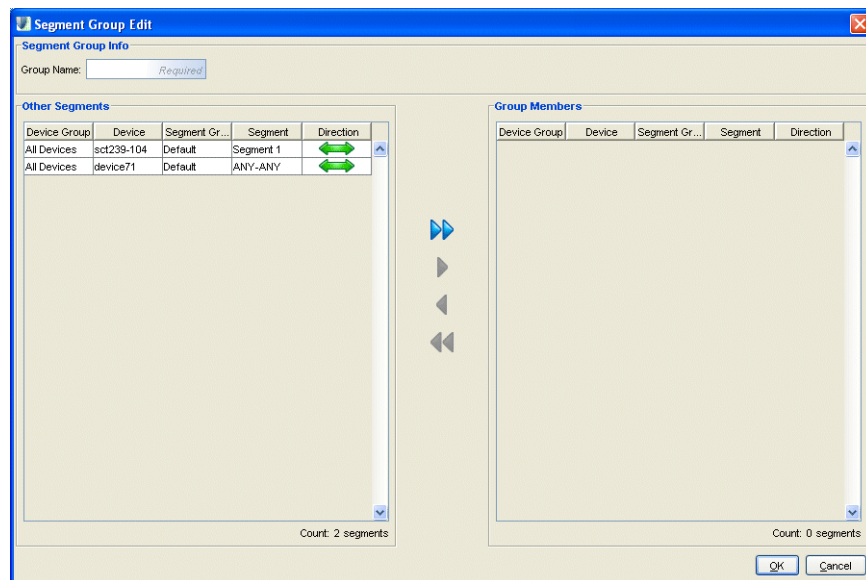 Segment Group Edit
Segment Group Info
Group Name: Required
Other Segments
Device Group Device Segment Gr... Segment Direction
All Devices sct239-104 Default Segment 1
All Devices device71 Default ANY-ANY
Count: 2 segments
Group Members
Device Group Device Segment Gr... Segment Direction
Count: 0 segments
OK Cancel